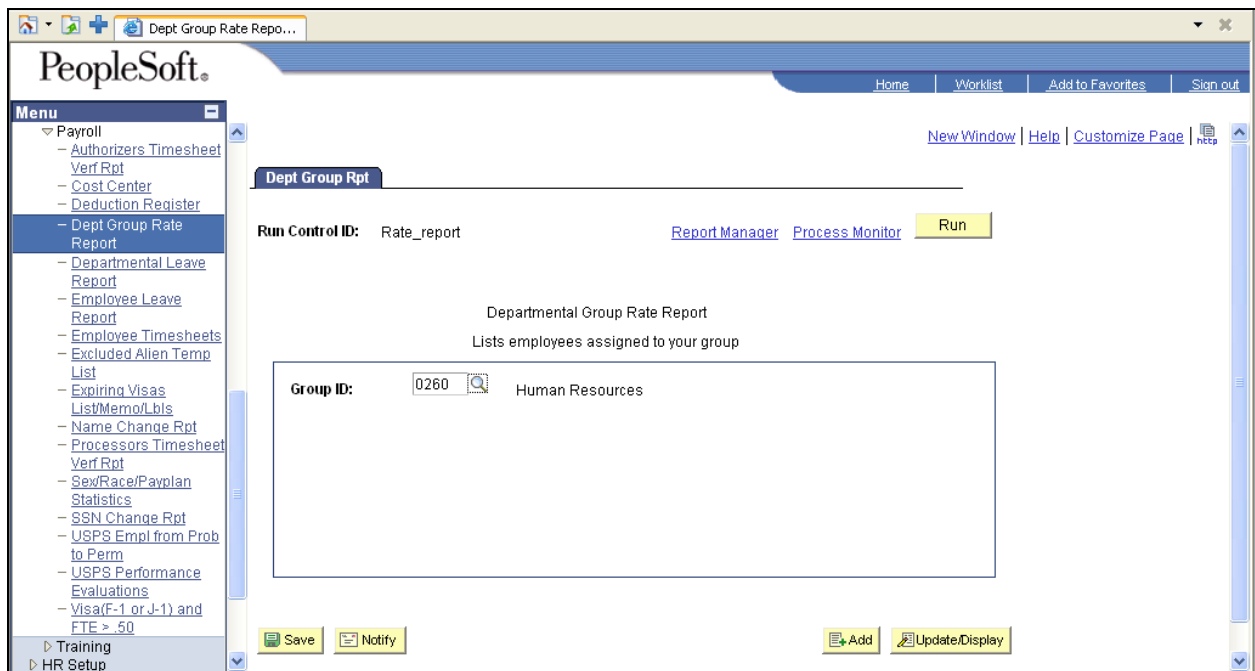 Dept Group Rate Repo...
PeopleSoft®
Home
Worklist
Add to Favorites
Sign out
Menu
Payroll
– Authorizers Timesheet
Verf Rpt
– Cost Center
– Deduction Register
– Dept Group Rate
Report
– Departmental Leave
Report
– Employee Leave
Report
– Employee Timesheets
– Excluded Alien Temp
List
– Expiring Visas
List/Memo/Lbls
– Name Change Rpt
– Processors Timesheet
Verf Rpt
– Sex/Race/Payplan
Statistics
– SSN Change Rpt
– USPS Empl from Prob
to Perm
– USPS Performance
Evaluations
– Visa(F-1 or J-1) and
FTE > .50
Training
HR Setup
New Window | Help | Customize Page | http
Dept Group Rpt
Run Control ID: Rate_report Report Manager Process Monitor Run
Departmental Group Rate Report
Lists employees assigned to your group
Group ID: 0260 Human Resources
Save Notify Add Update/Display